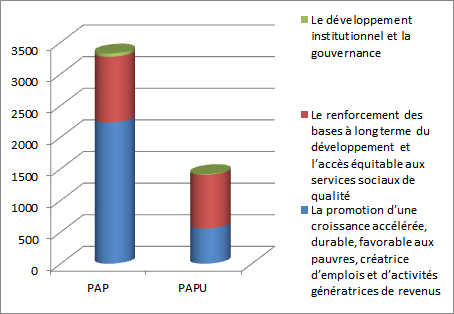 3500
3000
2500
2000
1500
1000
500
0
PAP
PAPU
Le développement
institutionnel et la
gouvernance
Le renforcement des
bases à long terme du
développement et
l'accès équitable aux
services sociaux de
qualité
La promotion d'une
croissance accélérée,
durable, favorable aux
pauvres, créatrice
d'emplois et d'activités
génératrices de revenus